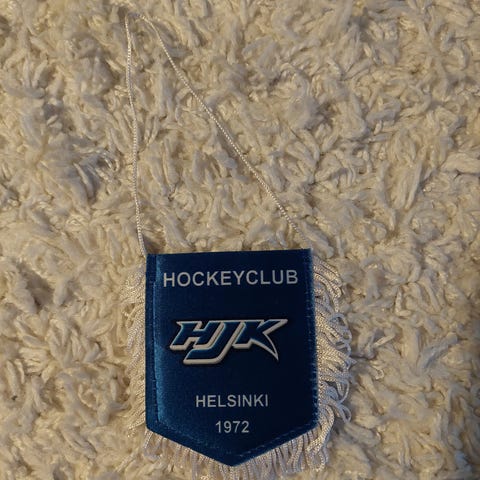 HOCKEYCLUB
HJK
HELSINKI
1972